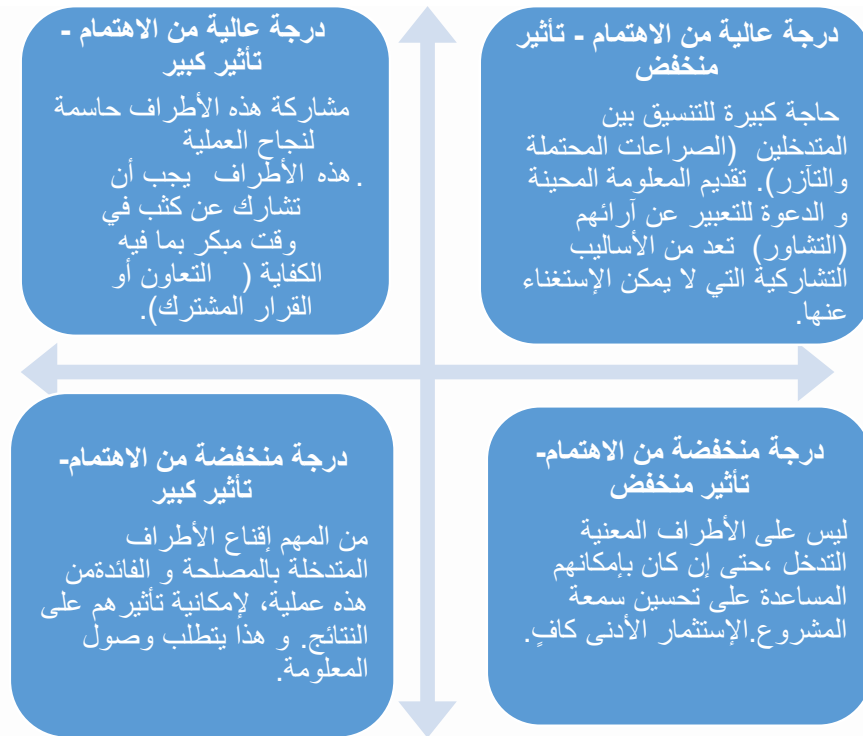 درجة عالية من الاهتمام - تأثير
منخفض
حاجة كبيرة للتنسيق بين
المتدخلين (الصراعات المحتملة
والتآزر). تقديم المعلومة المحينة
و الدعوة للتعبير عن آرائهم
(التشاور) تعد من الأساليب
التشاركية التي لا يمكن الإستغناء
عنها.
درجة عالية من الاهتمام -
تأثير كبير
مشاركة هذه الأطراف حاسمة
لنجاح العملية
.هذه الأطراف يجب أن
تشارك عن كثب في
وقت مبكر بما فيه
الكفاية ( التعاون أو
القرار المشترك).
درجة منخفضة من الاهتمام-
تأثير منخفض
ليس على الأطراف المعنية
التدخل ،حتى إن كان بإمكانهم
المساعدة على تحسين سمعة
المشروع.الإستثمار الأدنى كافٍ.
درجة منخفضة من الاهتمام-
تأثير كبير
من المهم إقناع الأطراف
المتدخلة بالمصلحة و الفائدةمن
هذه عملية، لإمكانية تأثيرهم على
النتائج. و هذا يتطلب وصول
المعلومة.